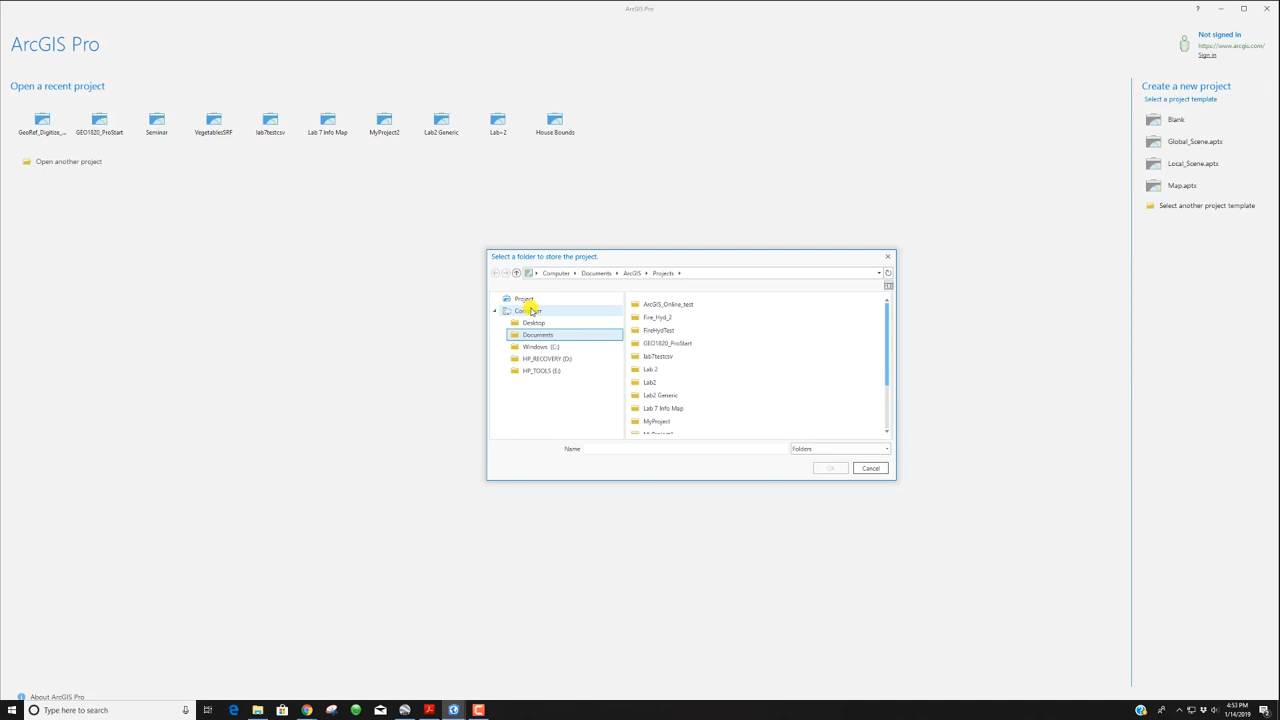 ArcGIS Pro
?
ArcGIS Pro
Not signed in
https://www.arcgis.com/
Sign in
Open a recent project
GeoRef_Digitize_...
GEO1020_ProStart
Seminar
VegetablesSRF
lab7testcsv
Lab 7 Info Map
MyProject2
Lab2 Generic
Lab+2
House Bounds
Open another project
Create a new project
Select a project template
Blank
Global_Scene.aptx
Local_Scene.aptx
Map.aptx
Select another project template
Select a folder to store the project.
Computer
Documents
ArcGIS
Projects
Project
Desktop
Documents
Windows (C:)
HP_RECOVERY (D:)
HP_TOOLS (E:)
ArcGIS_Online_test
Fire_Hyd_2
FireHydTest
GEO1020_ProStart
lab7testcsv
Lab 2
Lab2
Lab2 Generic
Lab 7 Info Map
MyProject
Name
Folders
OK
Cancel
About ArcGIS Pro
Type here to search
4:53 PM
1/14/2019